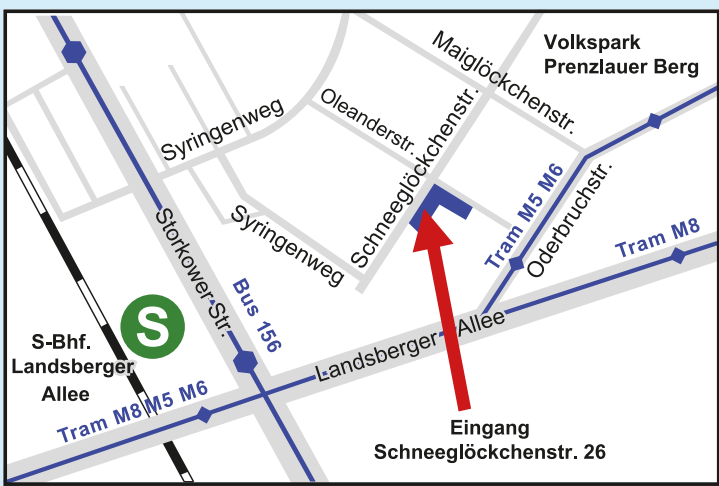 Volkspark
Prenzlauer Berg
Maiglöckchenstr.
Oleanderstr.
Schneeglöckchenstr.
Syringenweg
Syringenweg
Storkower Str.
Bus 156
Tram M5 M6
Oderbruchstr.
Tram M8
Landsberger Allee
S
S-Bhf.
Landsberger
Allee
Tram M8 M5 M6
Eingang
Schneeglöckchenstr. 26